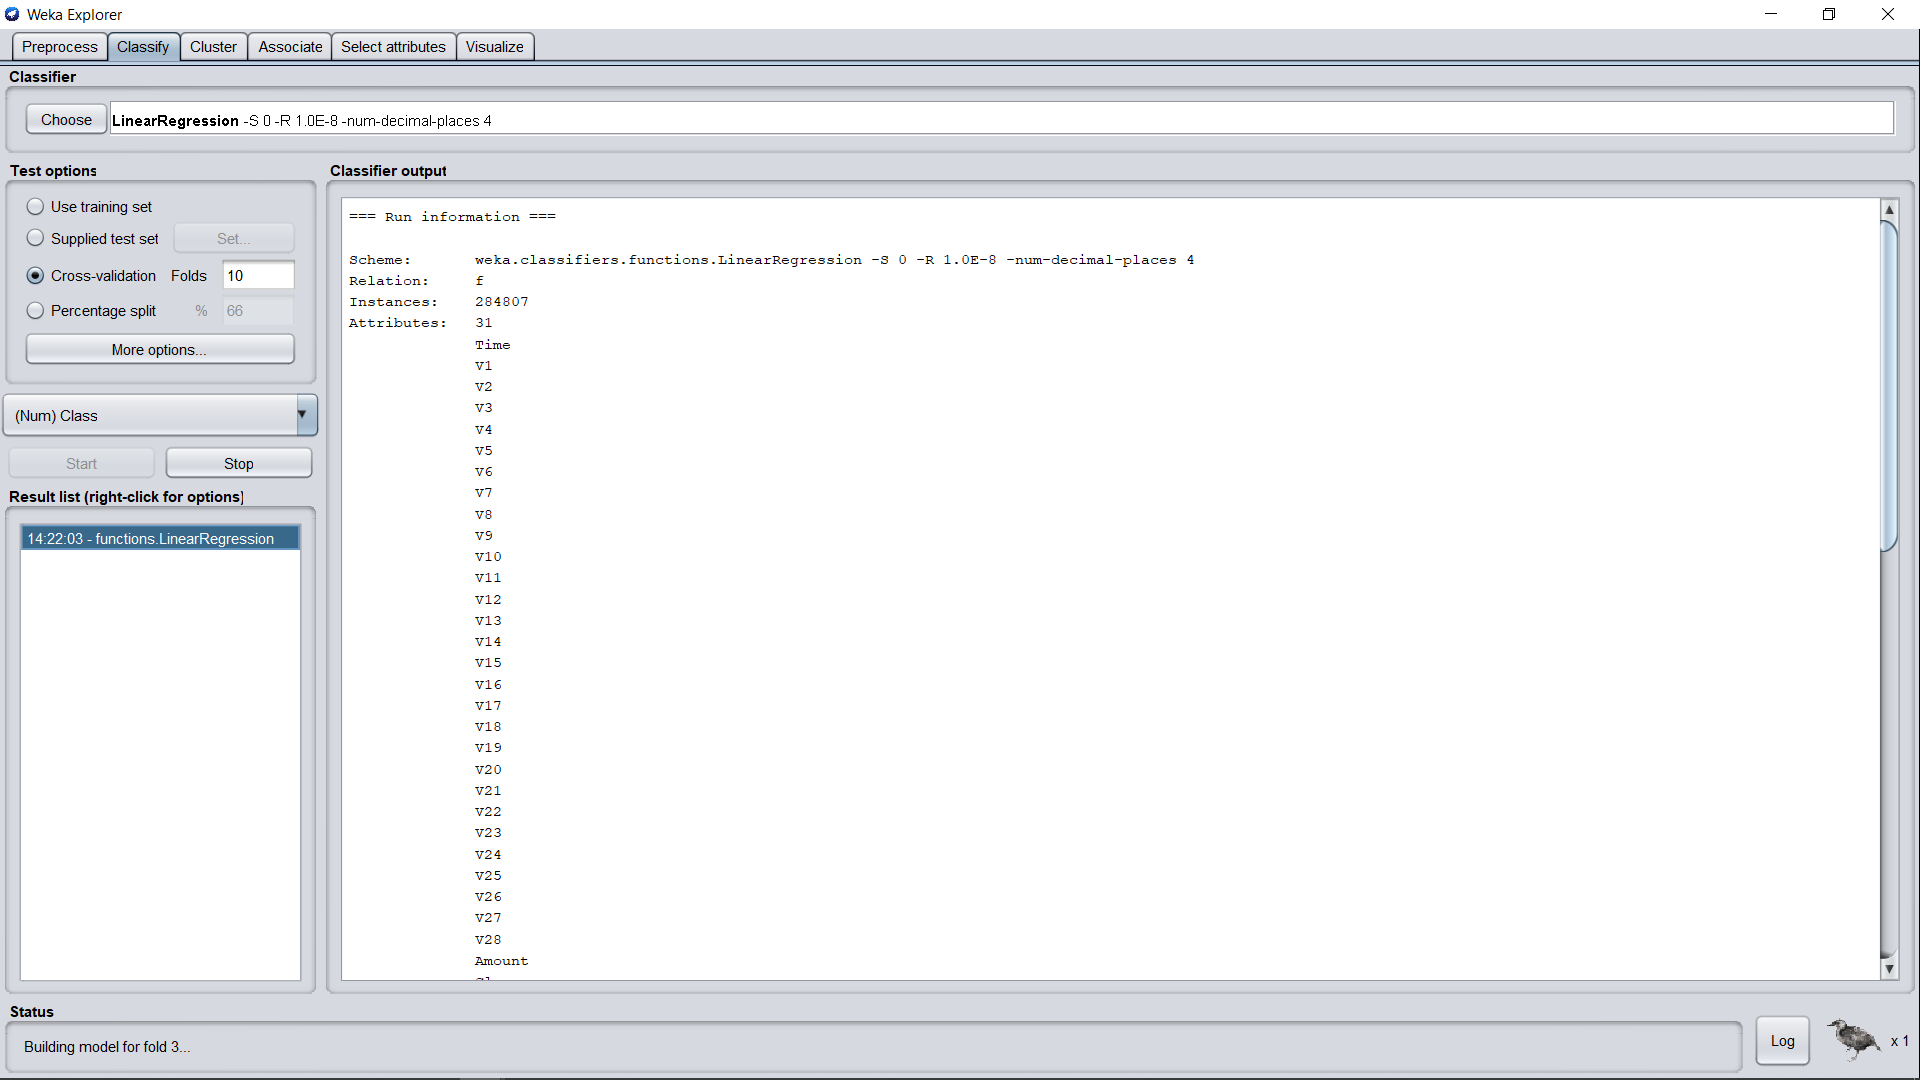 Weka Explorer
Preprocess Classify Cluster Associate Select attributes Visualize
Classifier
Choose LinearRegression -S 0 -R 1.0E-8 -num-decimal-places 4
Test options
Use training set
Supplied test set Set...
Cross-validation Folds 10
Percentage split % 66
More options...
(Num) Class
Start Stop
Result list (right-click for options)
14:22:03 - functions.LinearRegression
Classifier output
=== Run information ===
Scheme: weka.classifiers.functions.LinearRegression -S 0 -R 1.0E-8 -num-decimal-places 4
Relation: f
Instances: 284807
Attributes: 31
Time
V1
V2
V3
V4
V5
V6
V7
V8
V9
V10
V11
V12
V13
V14
V15
V16
V17
V18
V19
V20
V21
V22
V23
V24
V25
V26
V27
V28
Amount
Status
Building model for fold 3...
Log x 1